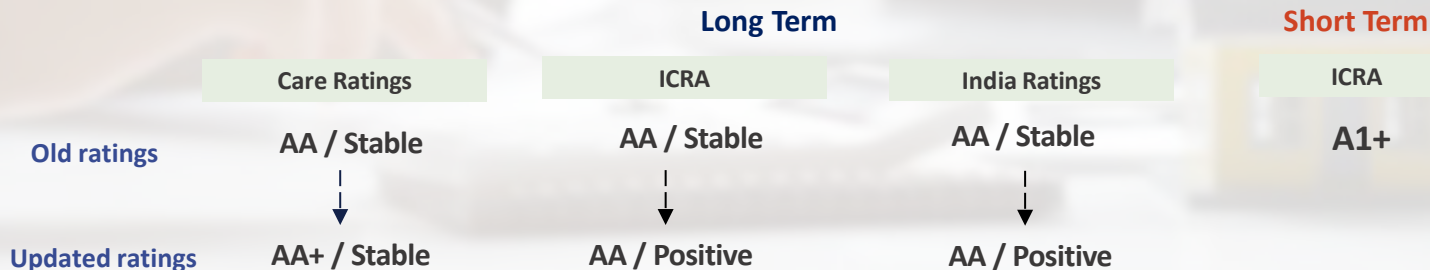 Long Term Short Term
Care Ratings ICRA India Ratings ICRA
Old ratings AA / Stable AA / Stable AA / Stable A1+
Updated ratings AA+ / Stable AA / Positive AA / Positive